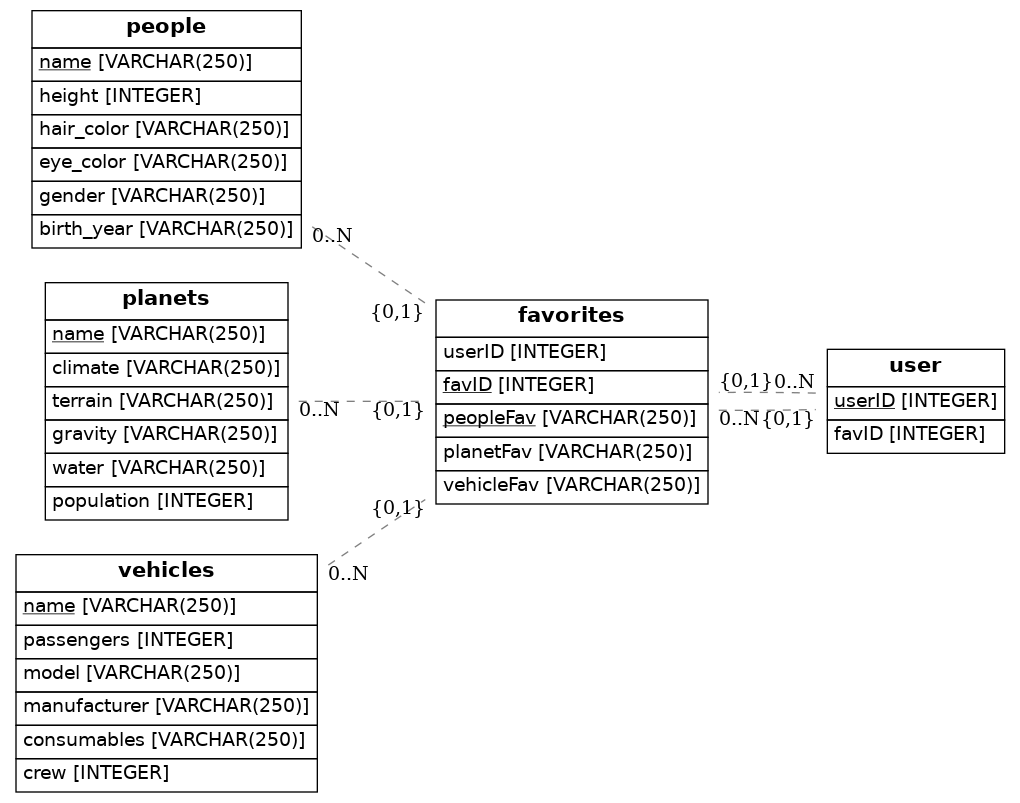 people
name [VARCHAR(250)]
height [INTEGER]
hair_color [VARCHAR(250)]
eye_color [VARCHAR(250)]
gender [VARCHAR(250)]
birth_year [VARCHAR(250)]
0..N
{0,1}
planets
name [VARCHAR(250)]
climate [VARCHAR(250)]
terrain [VARCHAR(250)]
gravity [VARCHAR(250)]
water [VARCHAR(250)]
population [INTEGER]
0..N
{0,1}
vehicles
name [VARCHAR(250)]
passengers [INTEGER]
model [VARCHAR(250)]
manufacturer [VARCHAR(250)]
consumables [VARCHAR(250)]
crew [INTEGER]
{0,1}
0..N
favorites
userID [INTEGER]
favID [INTEGER]
peopleFav [VARCHAR(250)]
planetFav [VARCHAR(250)]
vehicleFav [VARCHAR(250)]
{0,1} 0..N
0..N {0,1}
user
userID [INTEGER]
favID [INTEGER]